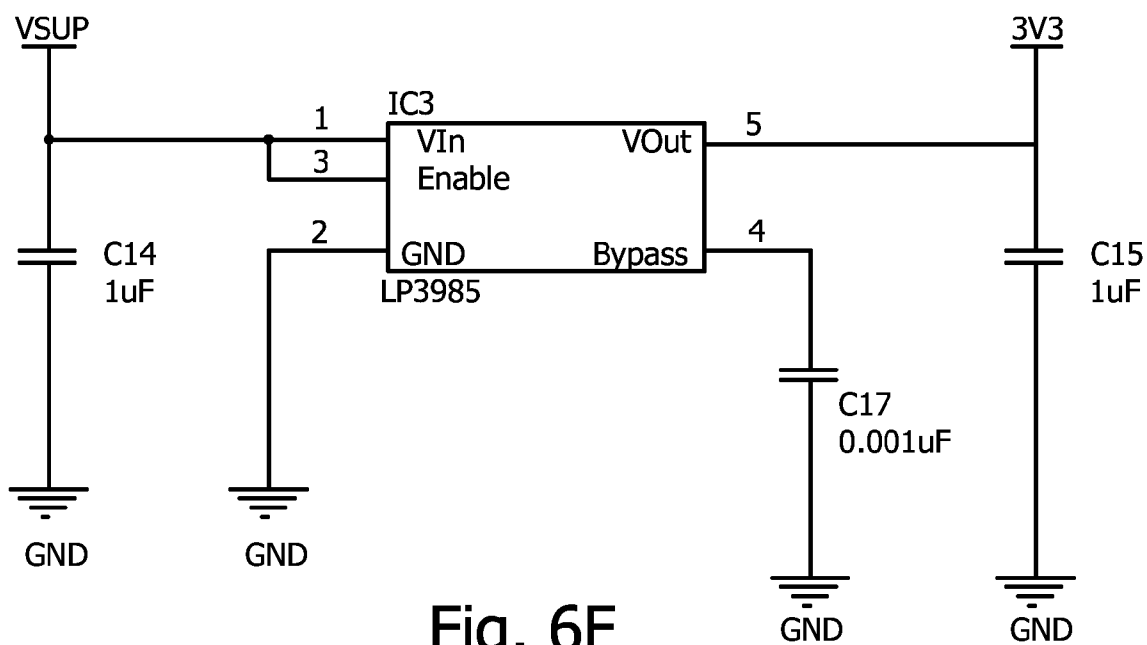 VSUP
3V3
IC3
1
VIn
VOut
5
3
Enable
2
GND
Bypass
4
LP3985
C14
1uF
C15
1uF
C17
0.001uF
GND
GND
GND
GND
Fig. 6F